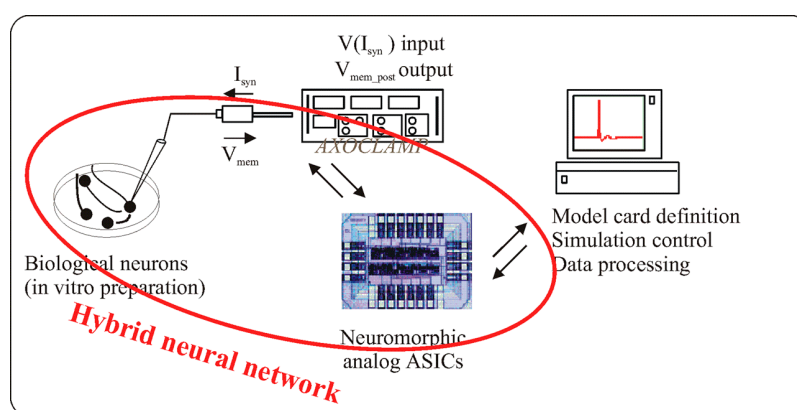 V(Isyn) input
Vmem_post output
Isyn
Vmem
AXOCLAMP
Biological neurons
(in vitro preparation)
Hybrid neural network
Neuromorphic
analog ASICs
Model card definition
Simulation control
Data processing